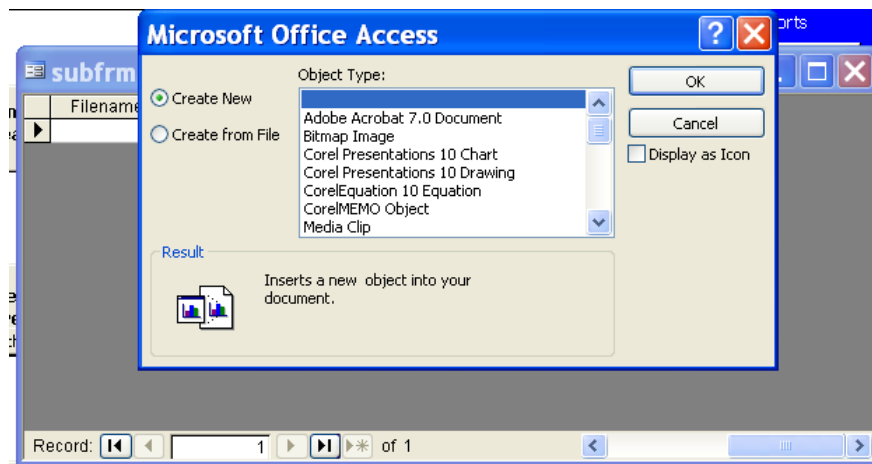 Microsoft Office Access
subfrm
Filename
Object Type:
Create New
Create from File
Adobe Acrobat 7.0 Document
Bitmap Image
Corel Presentations 10 Chart
Corel Presentations 10 Drawing
CorelEquation 10 Equation
CorelMEMO Object
Media Clip
OK
Cancel
Display as Icon
Result
Inserts a new object into your
document.
Record: 1 of 1